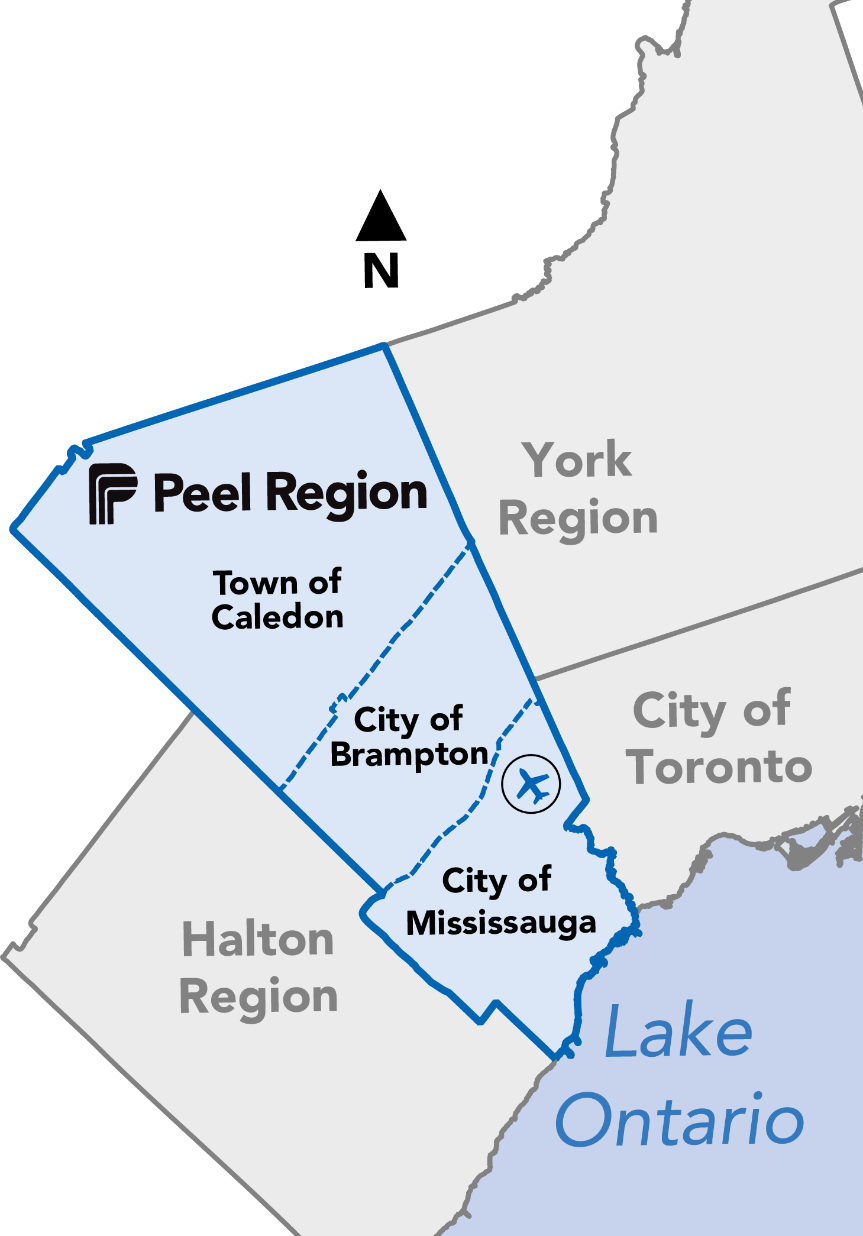 N
Peel Region
York
Region
Town of
Caledon
City of
Brampton
City of
Toronto
City of
Mississauga
Halton
Region
Lake
Ontario